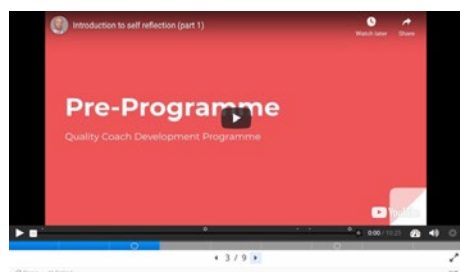 Introduction to self reflection (part 1)
Watch later
Share
Pre-Programme
Quality Coach Development Programme
YouTube
0:00 / 10:25
3 / 9